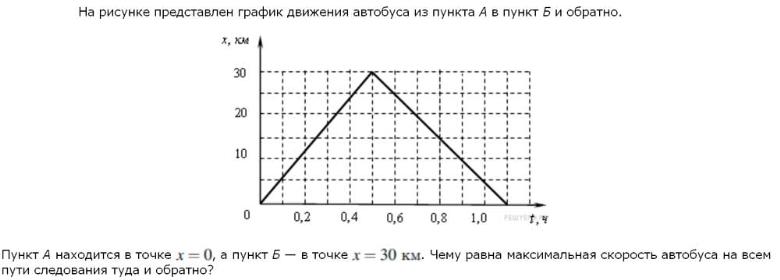 На рисунке представлен график движения автобуса из пункта А в пункт Б и обратно.
x, км
30
20
10
0
0,2
0,4
0,6
0,8
1,0
t, ч
Пункт А находится в точке x = 0, а пункт Б — в точке x = 30 км. Чему равна максимальная скорость автобуса на всем
пути следования туда и обратно?